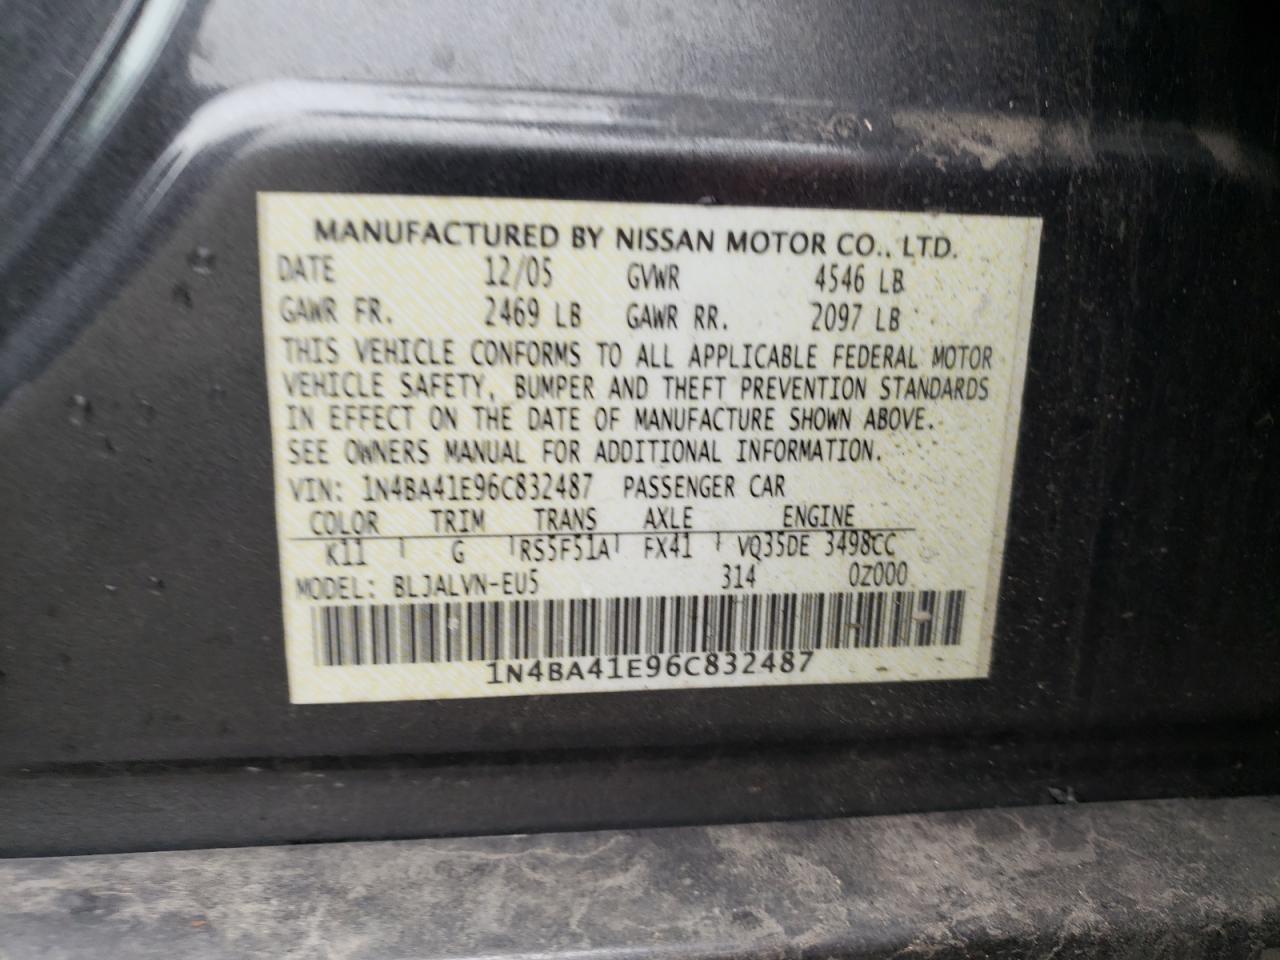 MANUFACTURED BY NISSAN MOTOR CO., LTD.
DATE 12/05 GVWR 4546 LB
GAWR FR. 2469 LB GAWR RR. 2097 LB
THIS VEHICLE CONFORMS TO ALL APPLICABLE FEDERAL MOTOR
VEHICLE SAFETY, BUMPER AND THEFT PREVENTION STANDARDS
IN EFFECT ON THE DATE OF MANUFACTURE SHOWN ABOVE.
SEE OWNERS MANUAL FOR ADDITIONAL INFORMATION.
VIN: 1N4BA41E96C832487 PASSENGER CAR
COLOR TRIM TRANS AXLE ENGINE
K11 G RS5F51A FX41 VQ35DE 3498CC
MODEL: BLJALVN-EU5 314 0Z000
1N4BA41E96C832487